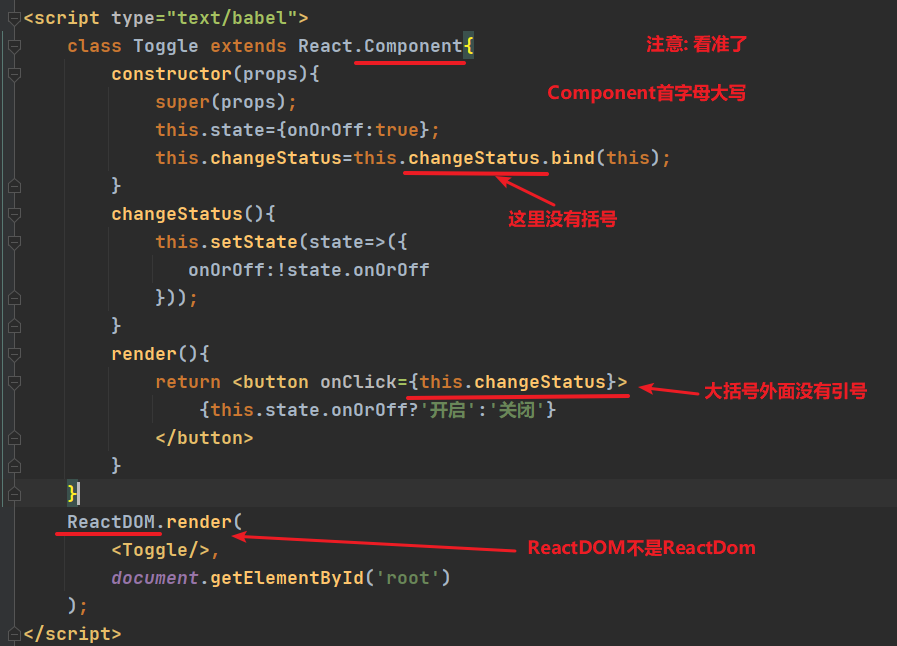 <script type="text/babel">
class Toggle extends React.Component{
注意: 看准了
constructor(props){
Component首字母大写
super(props);
this.state={onOrOff:true};
this.changeStatus=this.changeStatus.bind(this);
}
changeStatus(){
这里没有括号
this.setState(state=>({
onOrOff:!state.onOrOff
}));
}
render(){
return <button onClick={this.changeStatus}>
大括号外面没有引号
{this.state.onOrOff?'开启':'关闭'}
</button>
}
}
ReactDOM.render(
<Toggle/>,
ReactDOM不是ReactDom
document.getElementById('root')
);
</script>